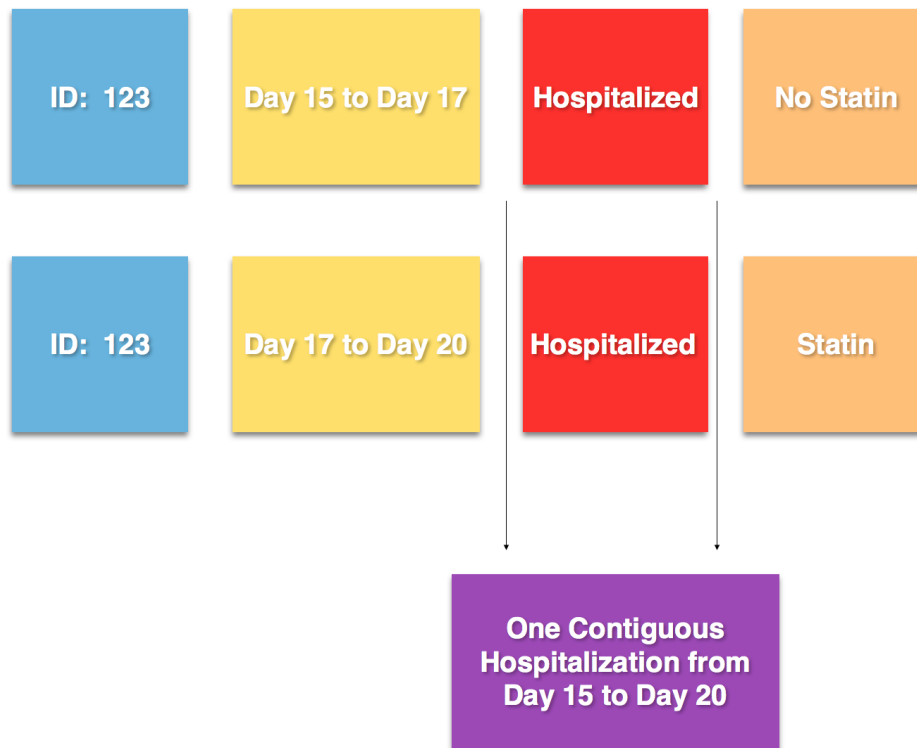 ID: 123
Day 15 to Day 17
Hospitalized
No Statin
ID: 123
Day 17 to Day 20
Hospitalized
Statin
One Contiguous
Hospitalization from
Day 15 to Day 20